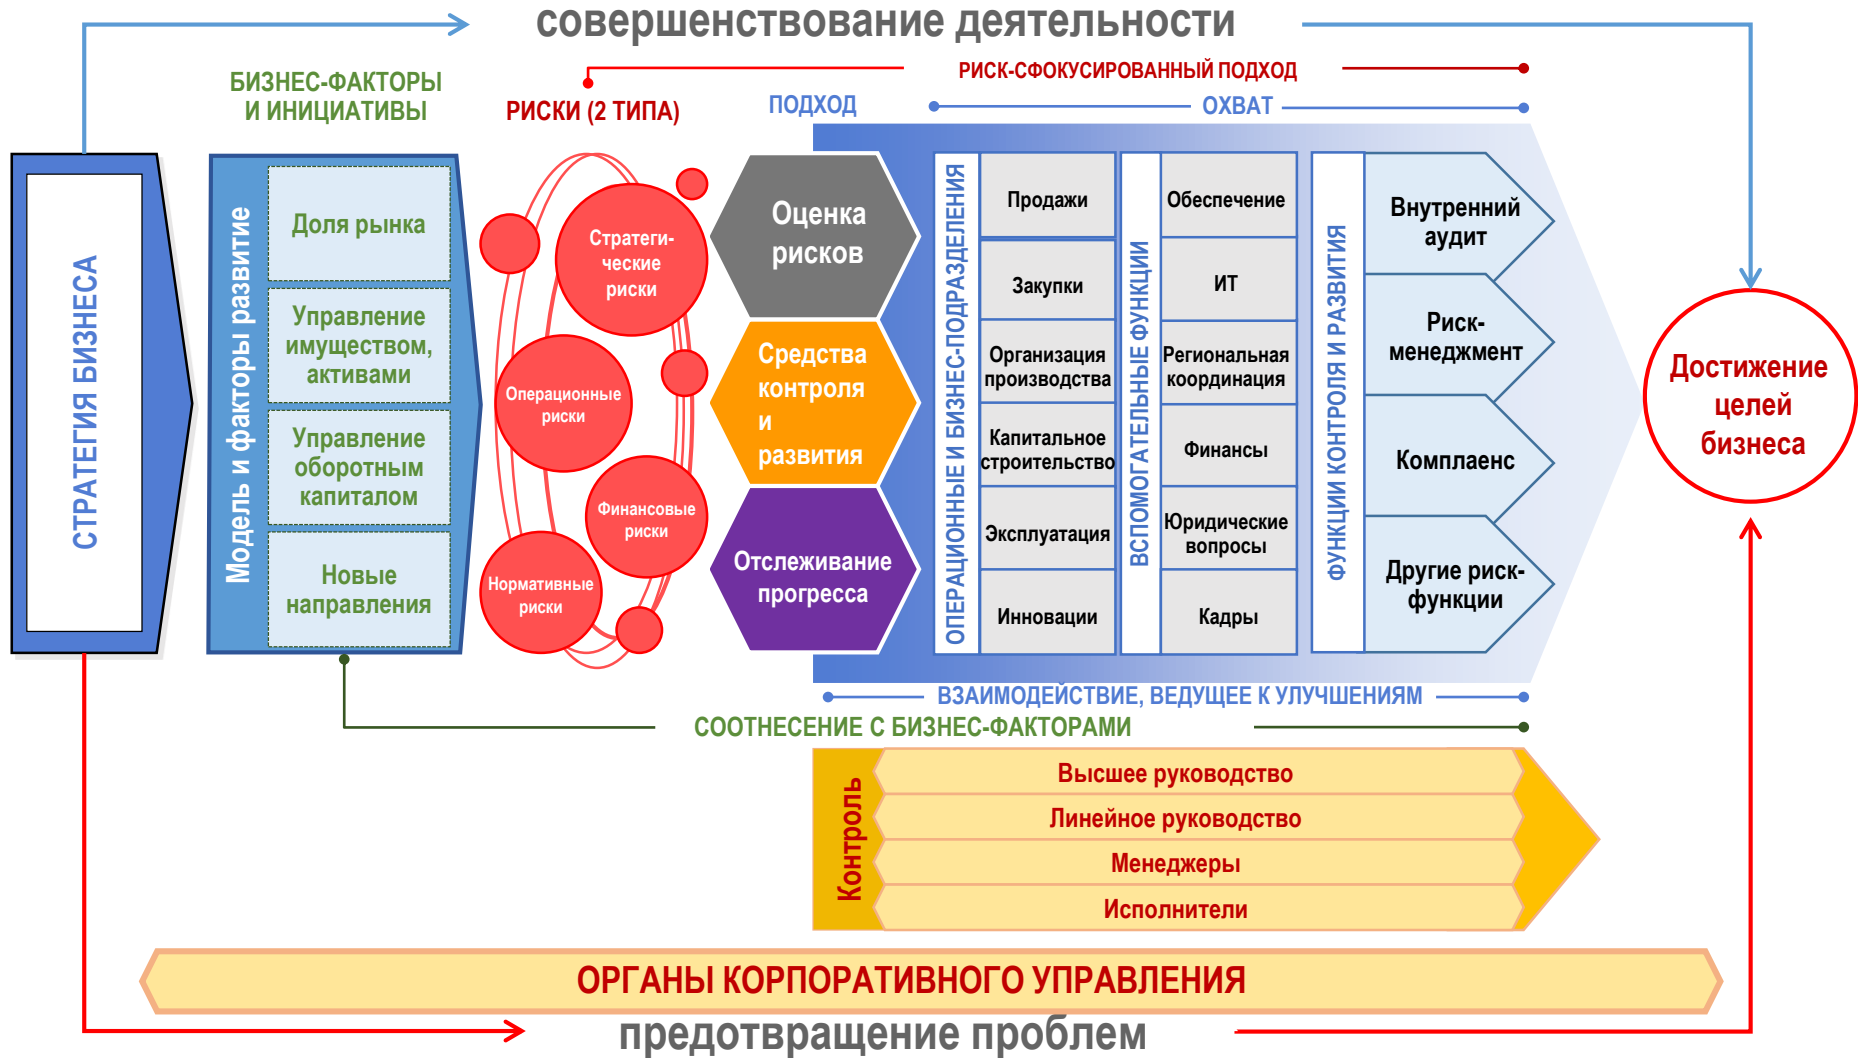 совершенствование деятельности
БИЗНЕС-ФАКТОРЫ
И ИНИЦИАТИВЫ
РИСКИ (2 ТИПА)
РИСК-СФОКУСИРОВАННЫЙ ПОДХОД
ПОДХОД
ОХВАТ
СТРАТЕГИЯ БИЗНЕСА
Модель и факторы развитие
Доля рынка
Управление
имуществом,
активами
Управление
оборотным
капиталом
Новые
направления
Стратеги-
ческие
риски
Операционные
риски
Финансовые
риски
Нормативные
риски
Оценка
рисков
Средства
контроля
и
развития
Отслеживание
прогресса
ОПЕРАЦИОННЫЕ И БИЗНЕС-ПОДРАЗДЕЛЕНИЯ
Продажи
Закупки
Организация
производства
Капитальное
строительство
Эксплуатация
Инновации
ВСПОМОГАТЕЛЬНЫЕ ФУНКЦИИ
Обеспечение
ИТ
Региональная
координация
Финансы
Юридические
вопросы
Кадры
ФУНКЦИИ КОНТРОЛЯ И РАЗВИТИЯ
Внутренний
аудит
Риск-
менеджмент
Комплаенс
Другие риск-
функции
Достижение
целей
бизнеса
ВЗАИМОДЕЙСТВИЕ, ВЕДУЩЕЕ К УЛУЧШЕНИЯМ
СООТНЕСЕНИЕ С БИЗНЕС-ФАКТОРАМИ
Контроль
Высшее руководство
Линейное руководство
Менеджеры
Исполнители
ОРГАНЫ КОРПОРАТИВНОГО УПРАВЛЕНИЯ
предотвращение проблем